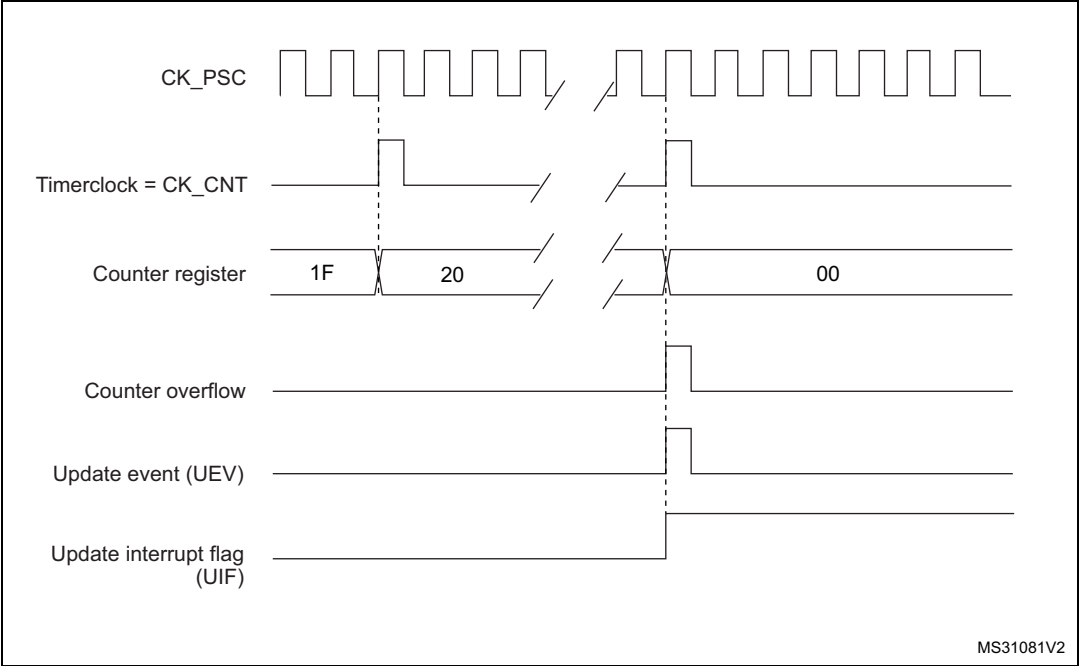 CK_PSC
Timerclock = CK_CNT
Counter register
1F
20
00
Counter overflow
Update event (UEV)
Update interrupt flag
(UIF)
MS31081V2